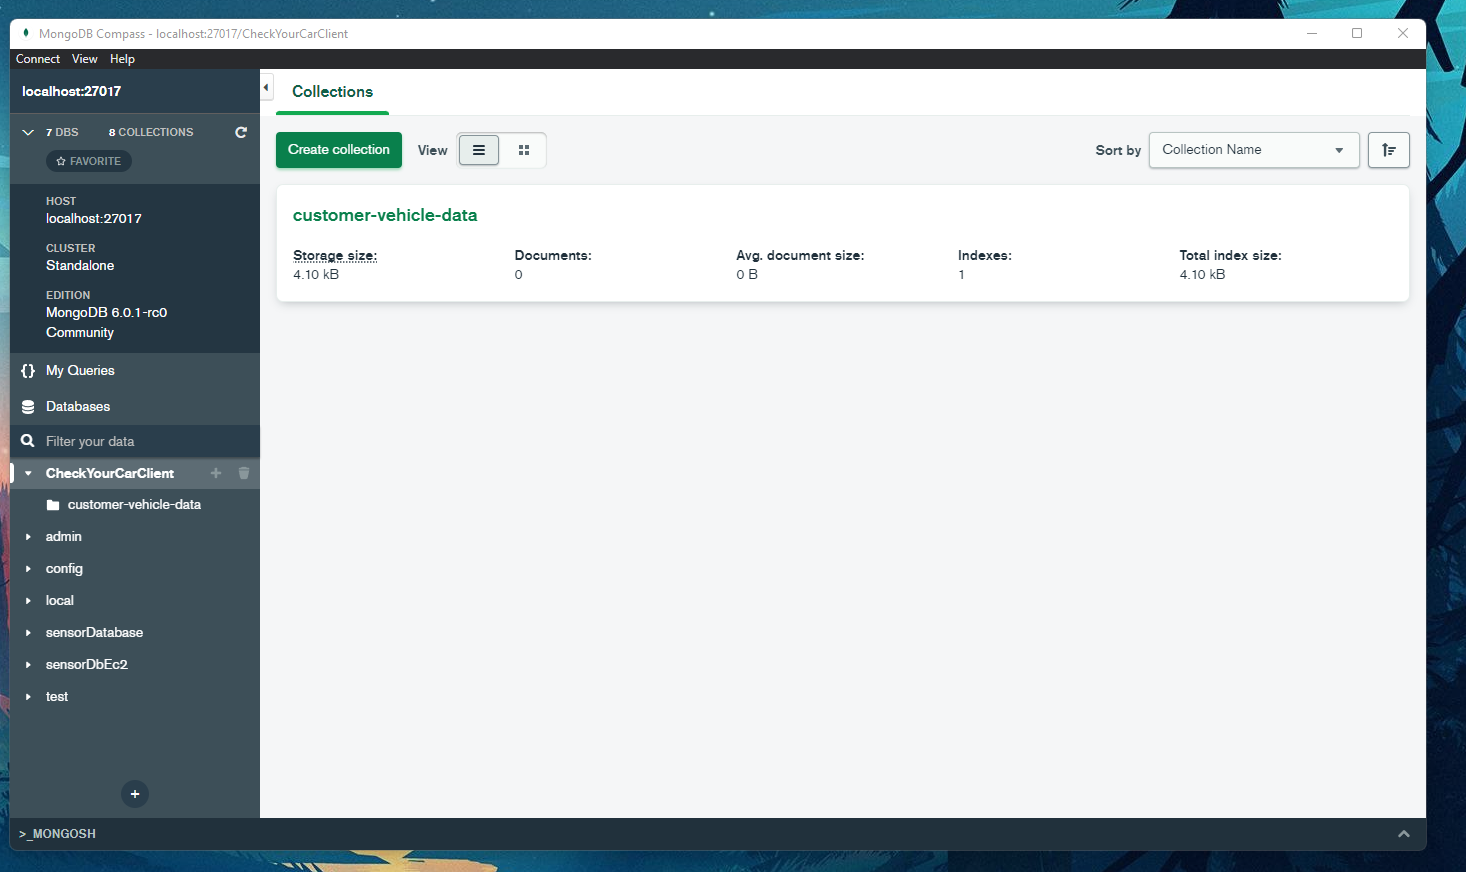 MongoDB Compass - localhost:27017/CheckYourCarClient
Connect View Help
localhost:27017
7 DBS 8 COLLECTIONS
FAVORITE
HOST
localhost:27017
CLUSTER
Standalone
EDITION
MongoDB 6.0.1-rc0
Community
{} My Queries
Databases
Filter your data
CheckYourCarClient
customer-vehicle-data
admin
config
local
sensorDatabase
sensorDbEc2
test
Collections
Create collection View Sort by Collection Name
customer-vehicle-data
Storage size: Documents: Avg. document size: Indexes: Total index size:
4.10 kB 0 0 B 1 4.10 kB
>_MONGOSH